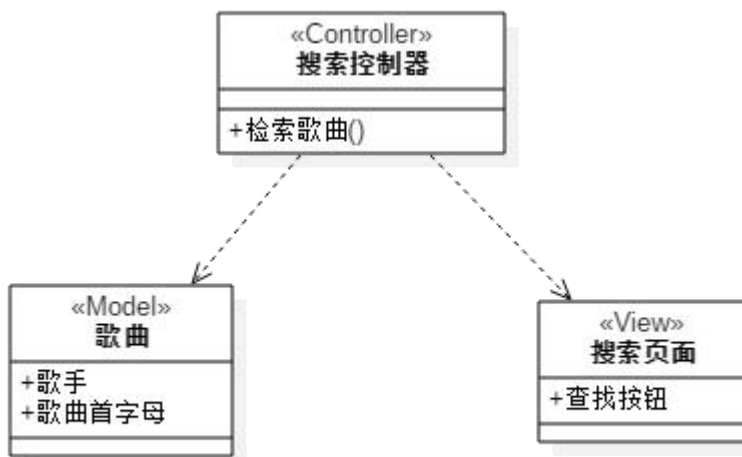 «Controller»
搜索控制器
+检索歌曲()
«Model»
歌曲
+歌手
+歌曲首字母
«View»
搜索页面
+查找按钮